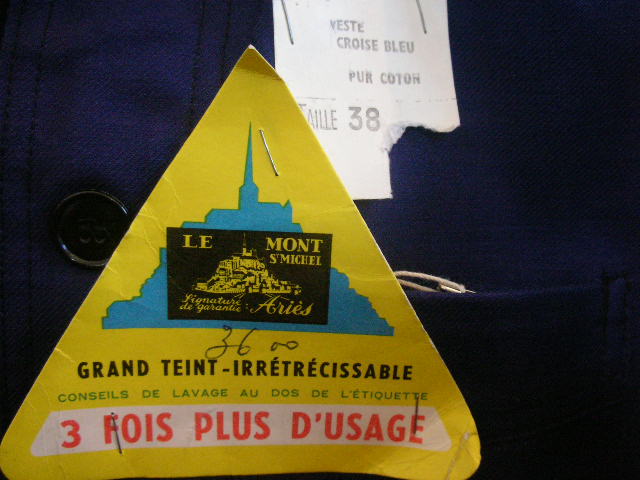 VESTE
CROISE BLEU
PUR COTON
TAILLE 38
LE MONT
ST MICHEL
Signature
de garantie: Ariès
36 00
GRAND TEINT-IRRÉTRÉCISSABLE
CONSEILS DE LAVAGE AU DOS DE L'ÉTIQUETTE
3 FOIS PLUS D'USAGE